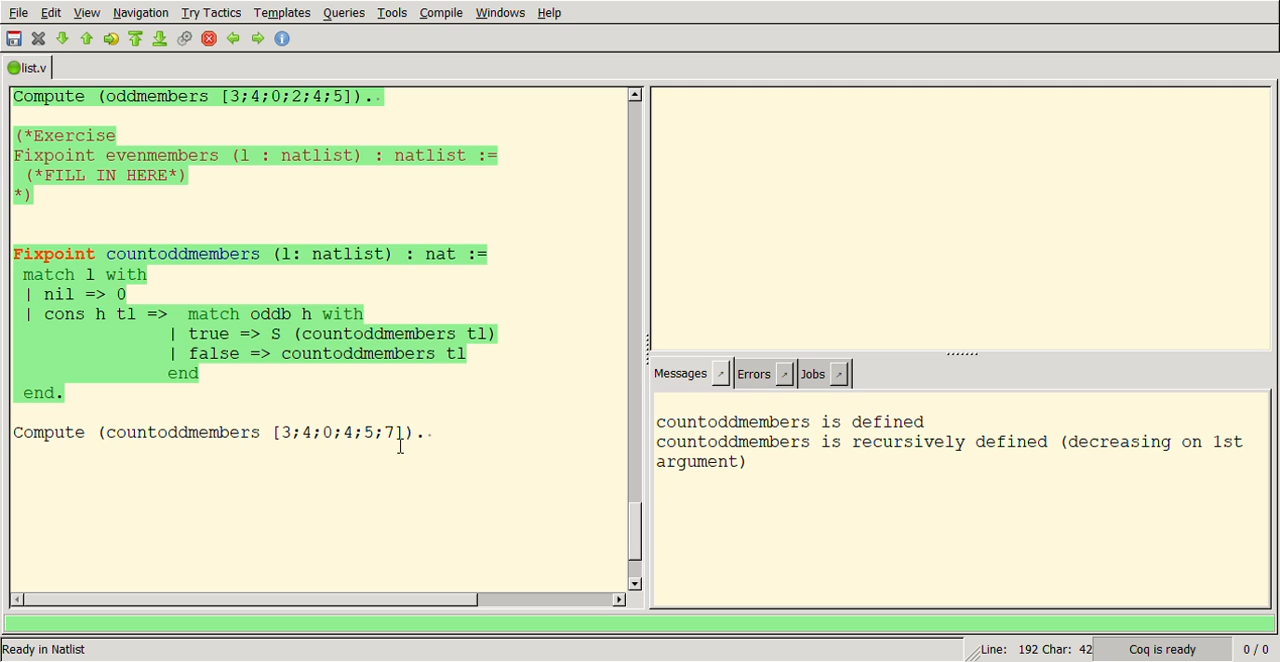 File Edit View Navigation Try Tactics Templates Queries Tools Compile Windows Help
list.v
Compute (oddmembers [3;4;0;2;4;5]).
(*Exercise
Fixpoint evenmembers (l : natlist) : natlist :=
(*FILL IN HERE*)
*)
Fixpoint countoddmembers (l: natlist) : nat :=
match l with
| nil => 0
| cons h tl => match oddb h with
| true => S (countoddmembers tl)
| false => countoddmembers tl
end
end.
Compute (countoddmembers [3;4;0;4;5;7]).
Messages Errors Jobs
countoddmembers is defined
countoddmembers is recursively defined (decreasing on 1st
argument)
Ready in Natlist
Line: 192 Char: 42
Coq is ready
0 / 0